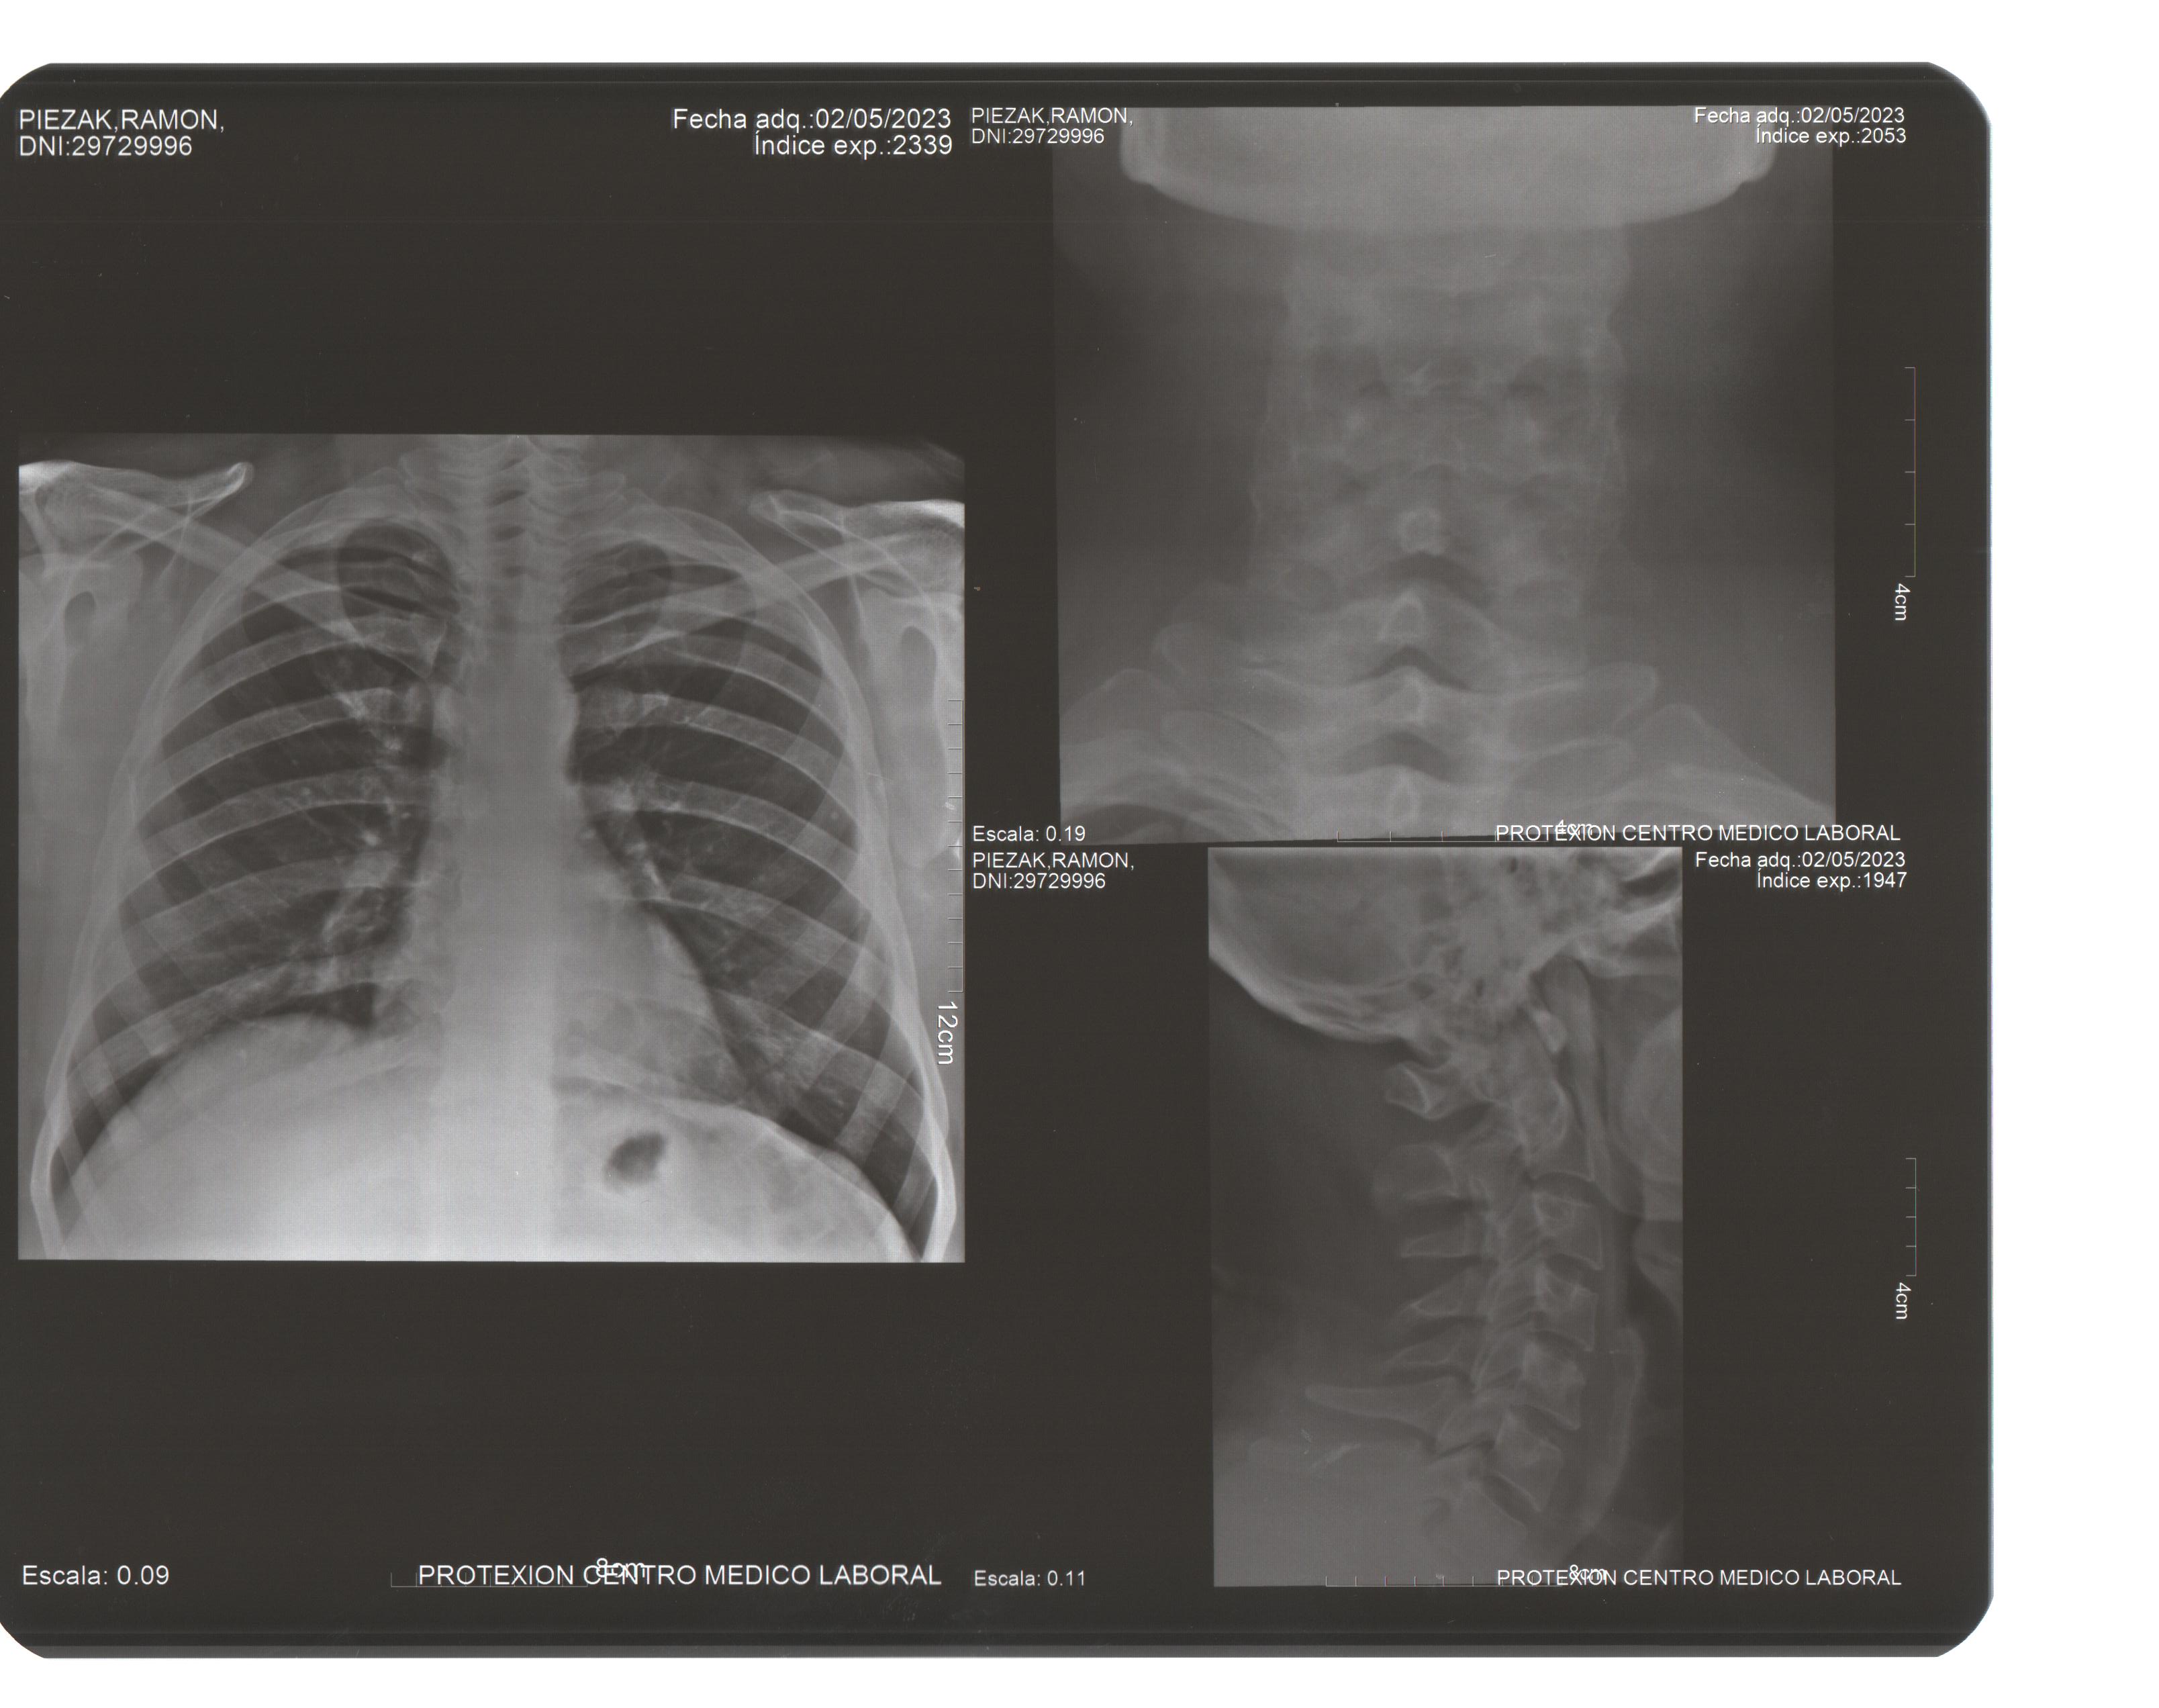 PIEZAK,RAMON,
DNI:29729996
Fecha adq.:02/05/2023
Índice exp.:2339
12cm
Escala: 0.09
8cm
PROTEXION CENTRO MEDICO LABORAL
PIEZAK,RAMON,
DNI:29729996
Fecha adq.:02/05/2023
Índice exp.:2053
4cm
Escala: 0.19
4cm
PROTEXION CENTRO MEDICO LABORAL
PIEZAK,RAMON,
DNI:29729996
Fecha adq.:02/05/2023
Índice exp.:1947
4cm
Escala: 0.11
8cm
PROTEXION CENTRO MEDICO LABORAL